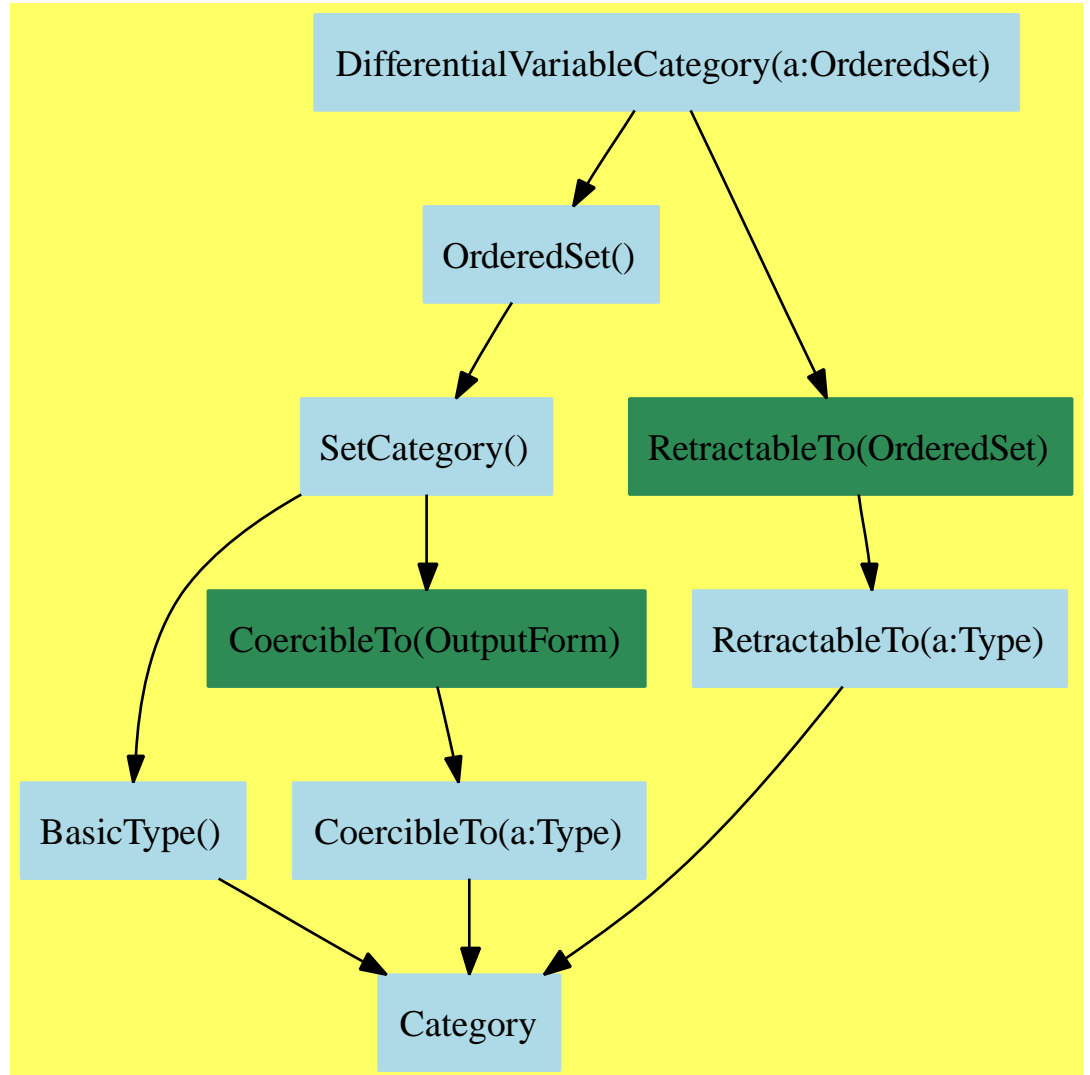 DifferentialVariableCategory(a:OrderedSet)
OrderedSet()
SetCategory()
RetractableTo(OrderedSet)
CoercibleTo(OutputForm)
RetractableTo(a:Type)
BasicType()
CoercibleTo(a:Type)
Category